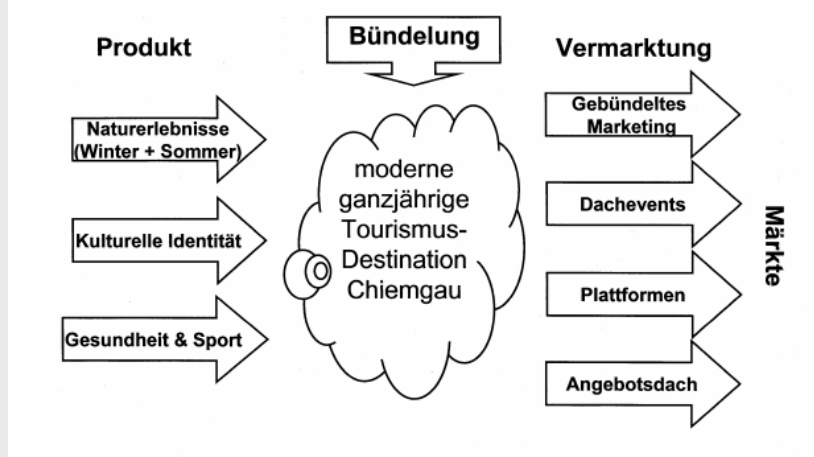 Produkt
Bündelung
Vermarktung
Naturerlebnisse
(Winter + Sommer)
Kulturelle Identität
Gesundheit & Sport
moderne
ganzjährige
Tourismus-
Destination
Chiemgau
Gebündeltes
Marketing
Dachevents
Plattformen
Angebotsdach
Märkte